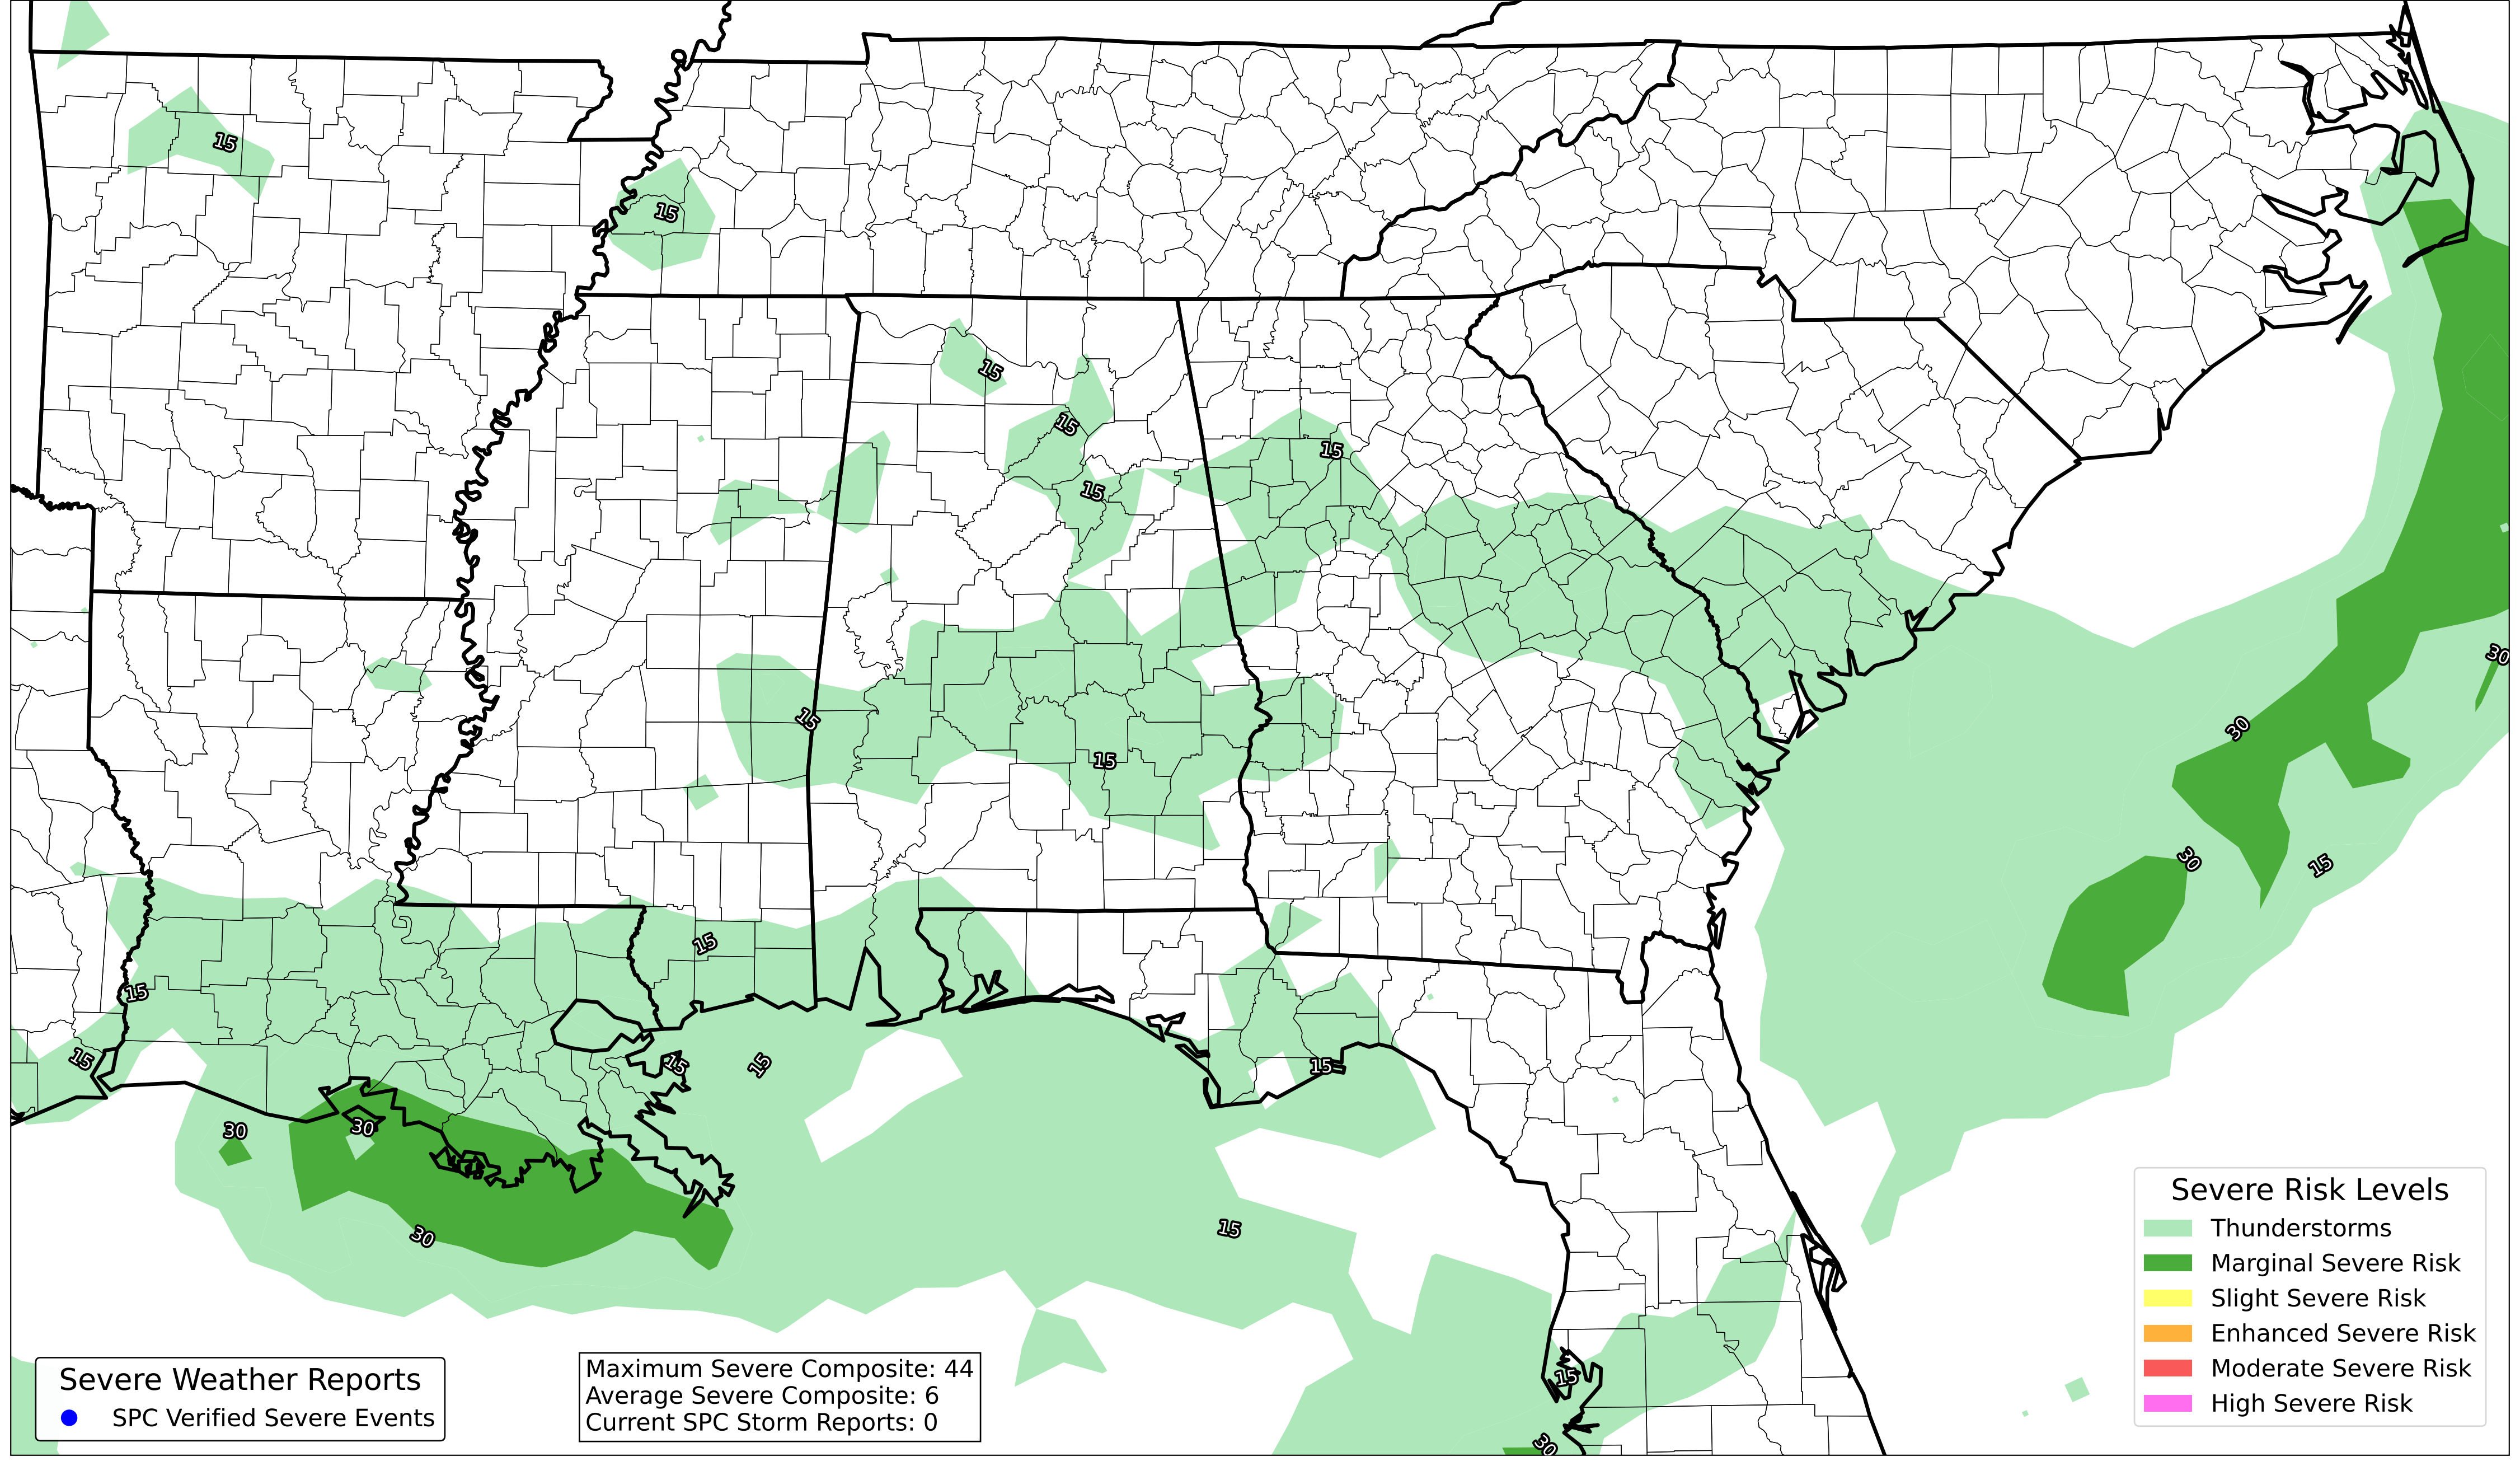 15
15
15
15
15
15
15
15
30
30
15
30
15
15
15
15
30
30
15
15
30
15
15
30
Severe Weather Reports
SPC Verified Severe Events
Maximum Severe Composite: 44
Average Severe Composite: 6
Current SPC Storm Reports: 0
Severe Risk Levels
Thunderstorms
Marginal Severe Risk
Slight Severe Risk
Enhanced Severe Risk
Moderate Severe Risk
High Severe Risk